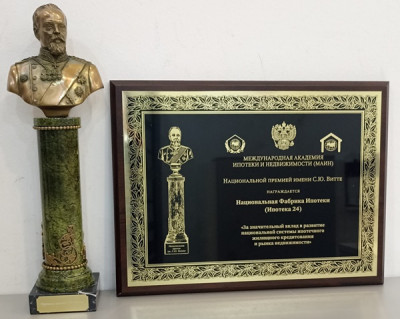 МЕЖДУНАРОДНАЯ АКАДЕМИЯ
ИПОТЕКИ И НЕДВИЖИМОСТИ (МАИН)
НАЦИОНАЛЬНОЙ ПРЕМИЕЙ ИМЕНИ С.Ю. ВИТТЕ
НАГРАЖДАЕТСЯ
Национальная Фабрика Ипотеки
(Ипотека 24)
«За значительный вклад в развитие
национальной системы ипотечного
жилищного кредитования
и рынка недвижимости»